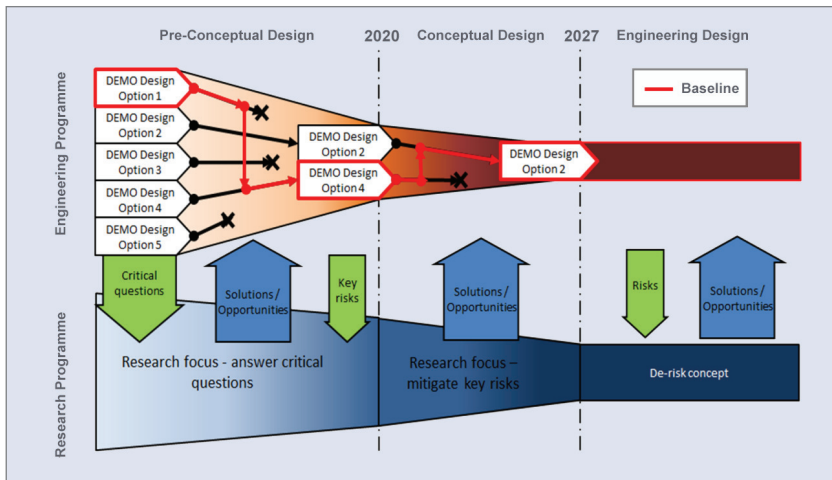 Pre-Conceptual Design
2020
Conceptual Design
2027
Engineering Design
Engineering Programme
DEMO Design
Option 1
DEMO Design
Option 2
DEMO Design
Option 3
DEMO Design
Option 4
DEMO Design
Option 5
DEMO Design
Option 2
DEMO Design
Option 4
DEMO Design
Option 2
Baseline
Critical
questions
Solutions /
Opportunities
Key
risks
Solutions /
Opportunities
Risks
Solutions /
Opportunities
Research Programme
Research focus - answer critical
questions
Research focus –
mitigate key risks
De-risk concept